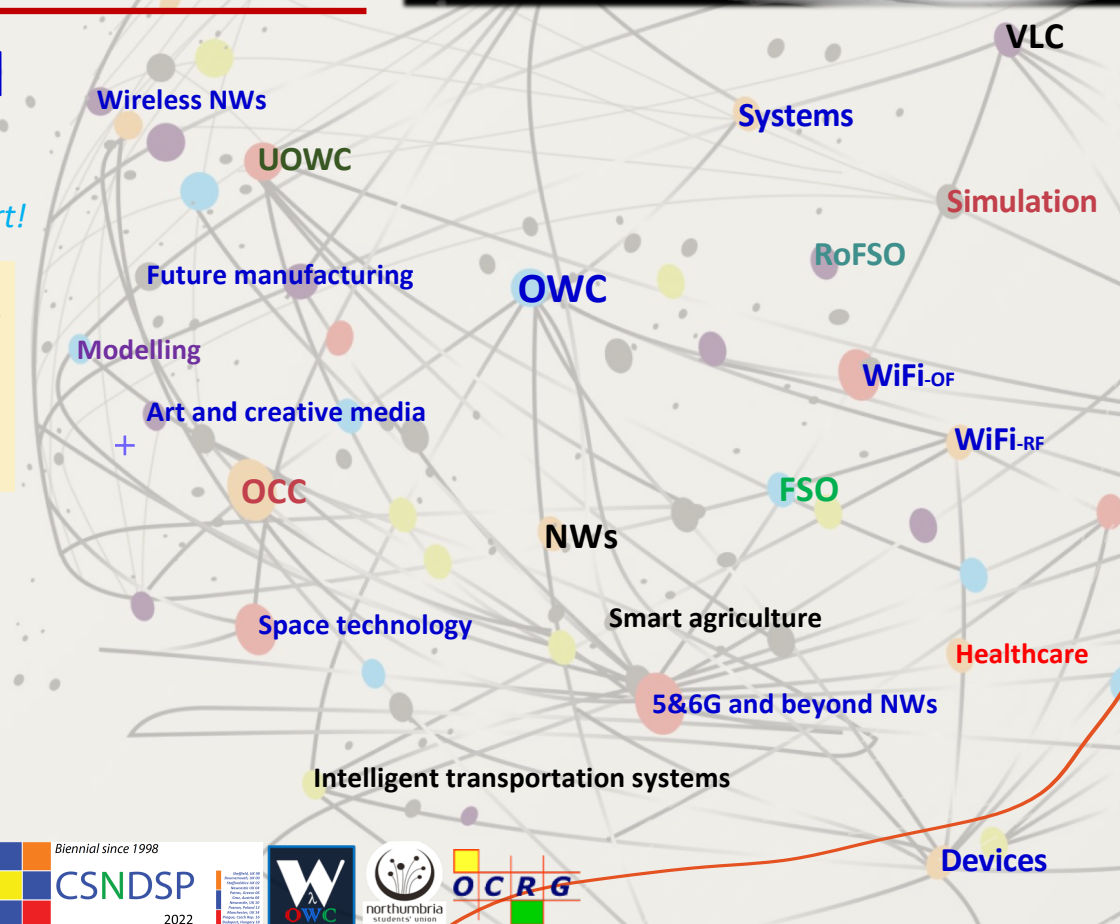 VLC
Wireless NWs
Systems
UOWC
Simulation
rt!
RoFSO
Future manufacturing
OWC
Modelling
WiFi-OF
Art and creative media
WiFi-RF
OCC
FSO
NWs
Smart agriculture
Space technology
Healthcare
5&6G and beyond NWs
Intelligent transportation systems
Biennial since 1998
CSNDSP
2022
W
λ
OWC
northumbria
students' union
OCRG
Devices